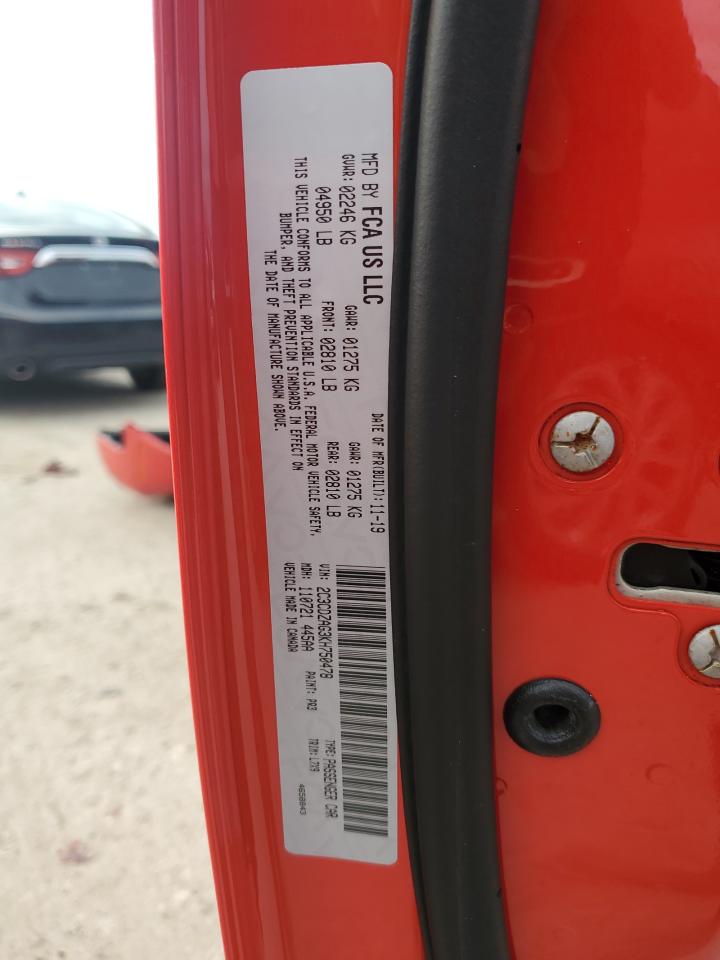 MFD BY FCA US LLC
DATE OF MFR(BUILT): 11-19
GVWR: 02246 KG
GAWR: 01275 KG
GAWR: 01275 KG
04950 LB
FRONT: 02810 LB
REAR: 02810 LB
THIS VEHICLE CONFORMS TO ALL APPLICABLE U.S.A. FEDERAL MOTOR VEHICLE SAFETY,
BUMPER, AND THEFT PREVENTION STANDARDS IN EFFECT ON
THE DATE OF MANUFACTURE SHOWN ABOVE.
VIN: 2C3CDZAG3KH750478
TYPE: PASSENGER CAR
MDH: 110721 445AA
PAINT: PR3
TRIM: L7X9
VEHICLE MADE IN CANADA
4650843